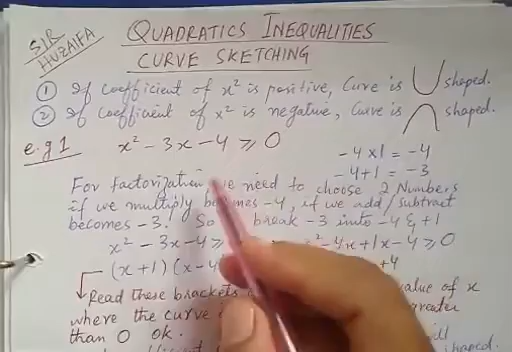 SIR HUZAIFA
QUADRATICS INEQUALITIES
CURVE SKETCHING
① If coefficient of x² is positive, Curve is ∪ shaped.
② If coefficient of x² is negative, Curve is ∩ shaped.
e.g 1 x² - 3x - 4 ≥ 0
-4 x 1 = -4
-4 + 1 = -3
For factorization we need to choose 2 Numbers
if we multiply becomes -4, if we add / subtract
becomes -3. So break -3 into -4 & +1
x² - 3x - 4 ≥ x² - 4x + 1x - 4 ≥ 0
(x + 1) (x - 4 +4
Read these brackets value of x
where the curve greater
than 0 ok. will
shaped.